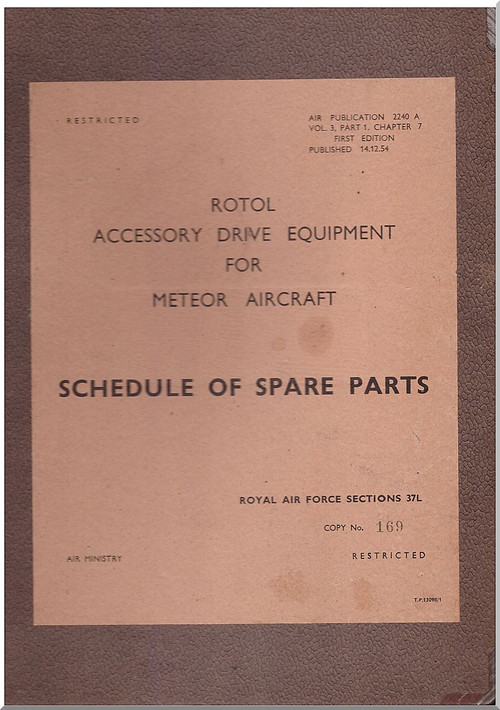 RESTRICTED
AIR PUBLICATION 2240 A
VOL. 3, PART 1, CHAPTER 7
FIRST EDITION
PUBLISHED 14.12.54
ROTOL
ACCESSORY DRIVE EQUIPMENT
FOR
METEOR AIRCRAFT
SCHEDULE OF SPARE PARTS
ROYAL AIR FORCE SECTIONS 37L
COPY No. 169
AIR MINISTRY
RESTRICTED